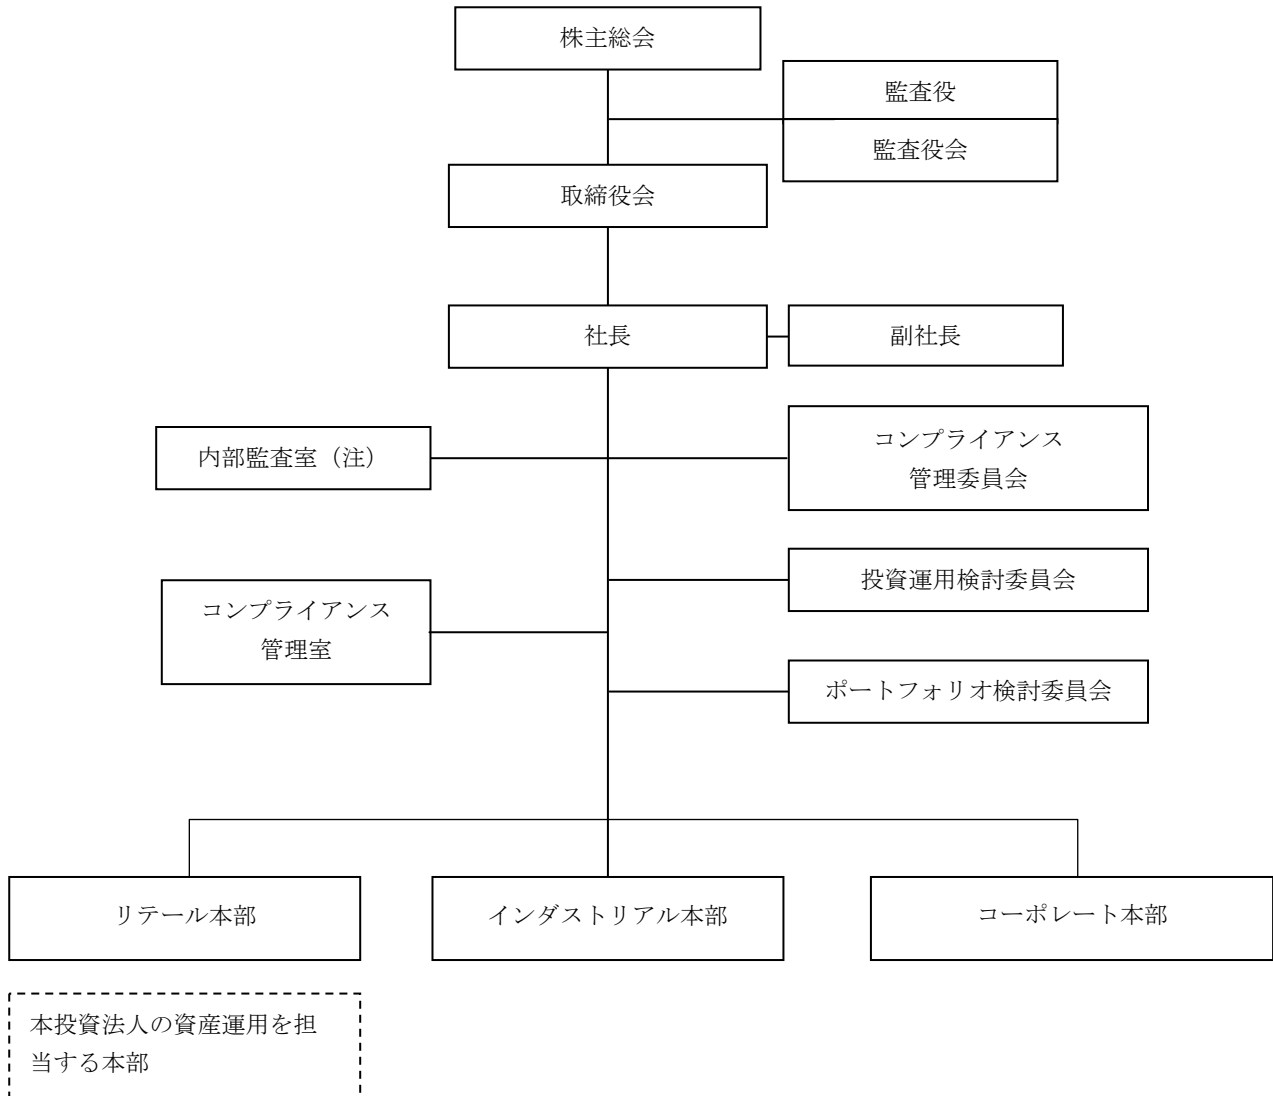 株主総会
監査役
監査役会
取締役会
社長
副社長
内部監査室（注）
コンプライアンス
管理委員会
投資運用検討委員会
コンプライアンス
管理室
ポートフォリオ検討委員会
リテール本部
インダストリアル本部
コーポレート本部
本投資法人の資産運用を担
当する本部